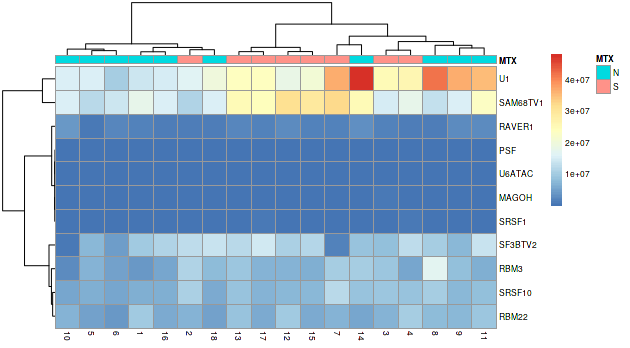 MTX
U1
SAM68TV1
RAVER1
PSF
U6ATAC
MAGOH
SRSF1
SF3BTV2
RBM3
SRSF10
RBM22
10 5 6 1 16 2 18 13 17 12 15 7 14 3 4 8 9 11
4e+07
3e+07
2e+07
1e+07
MTX
N
S